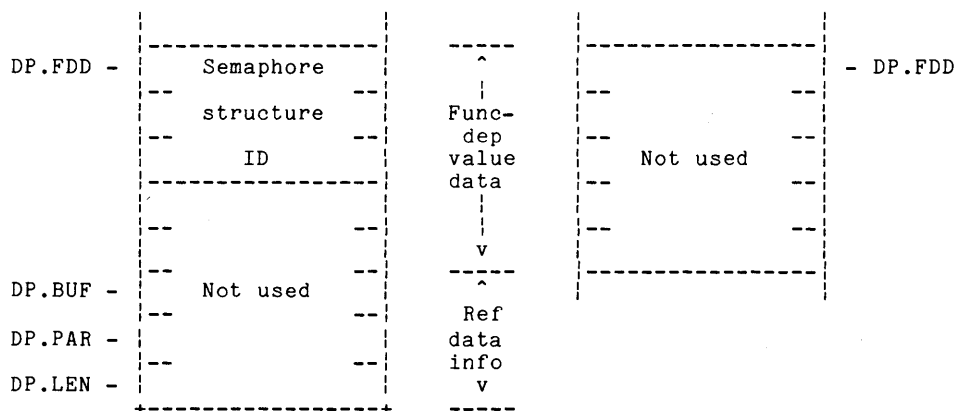 DP.FDD - Semaphore ^ - DP.FDD
structure Func-
dep
ID value Not used
data
v
DP.BUF - Not used ^
Ref
DP.PAR - data
info
DP.LEN - v